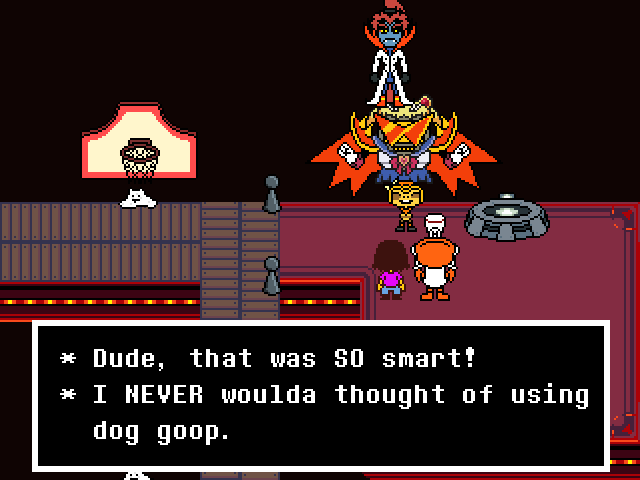 * Dude, that was SO smart!
* I NEVER woulda thought of using
dog goop.